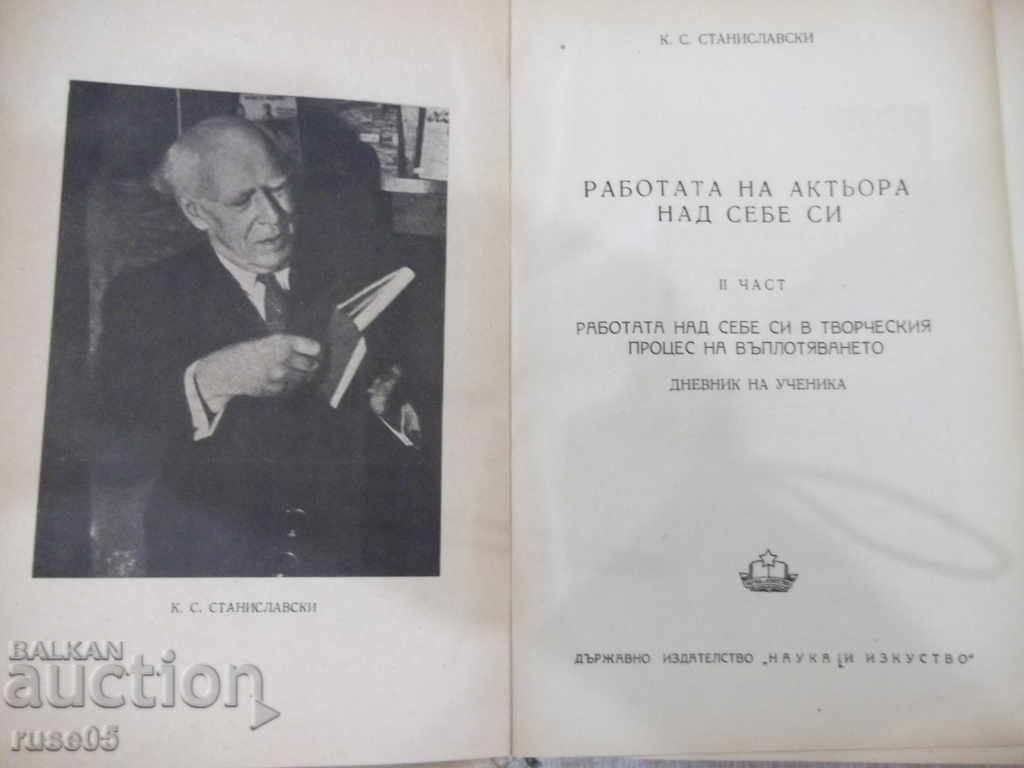 К. С. СТАНИСЛАВСКИ
BALKAN
auction
ruse05
К. С. СТАНИСЛАВСКИ
РАБОТАТА НА АКТЬОРА
НАД СЕБЕ СИ
II ЧАСТ
РАБОТАТА НАД СЕБЕ СИ В ТВОРЧЕСКИЯ
ПРОЦЕС НА ВЪПЛОТЯВАНЕТО
ДНЕВНИК НА УЧЕНИКА
ДЪРЖАВНО ИЗДАТЕЛСТВО „НАУКА И ИЗКУСТВО"